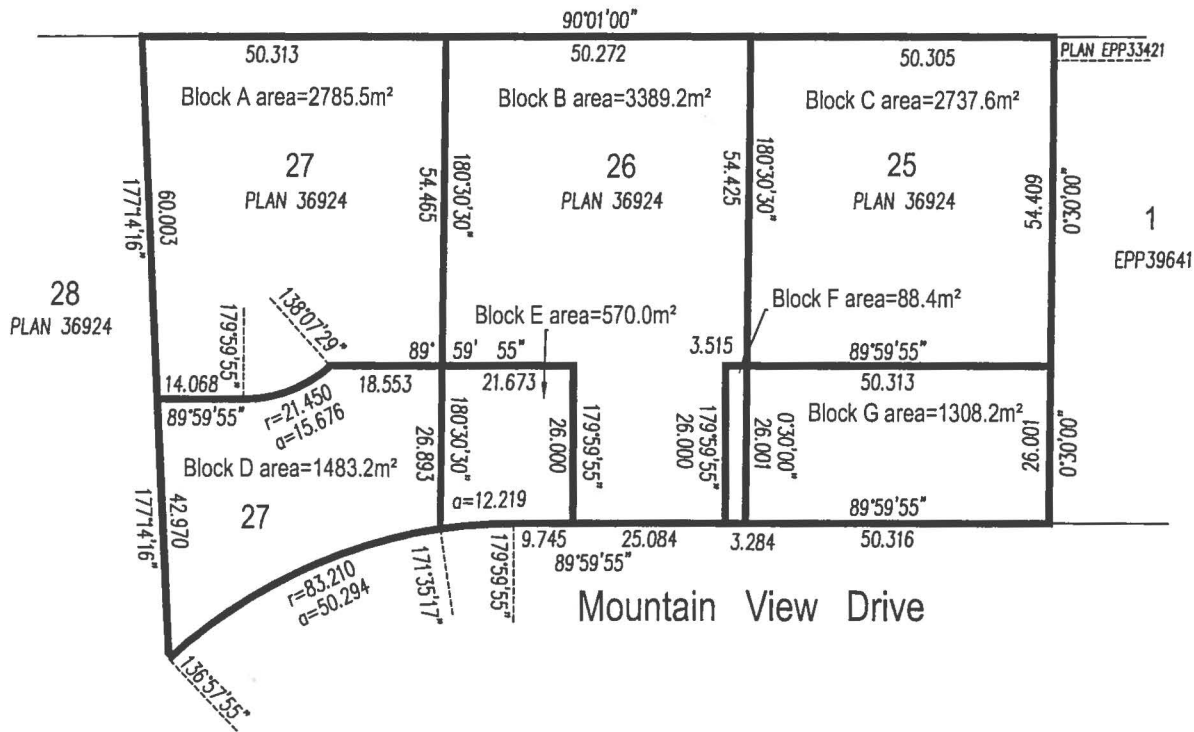 90°01'00"
50.313
50.272
50.305
PLAN EPP33421
Block A area=2785.5m²
Block B area=3389.2m²
Block C area=2737.6m²
27
PLAN 36924
26
PLAN 36924
25
PLAN 36924
177°14'16"
60.003
54.465
180°30'30"
54.425
180°30'30"
54.409
0°30'00"
1
EPP39641
28
PLAN 36924
179°59'55"
138°07'29"
Block E area=570.0m²
Block F area=88.4m²
89° 59' 55"
3.515
89°59'55"
14.068
18.553
21.673
50.313
89°59'55"
r=21.450
a=15.676
Block G area=1308.2m²
26.893
180°30'30"
26.000
179°59'55"
179°59'55"
26.000
26.001
0°30'00"
26.001
0°30'00"
Block D area=1483.2m²
27
177°14'16"
42.970
a=12.219
89°59'55"
9.745
25.084
3.284
50.316
89°59'55"
r=83.210
a=50.294
171°35'17"
179°59'55"
Mountain View Drive
136°57'55"